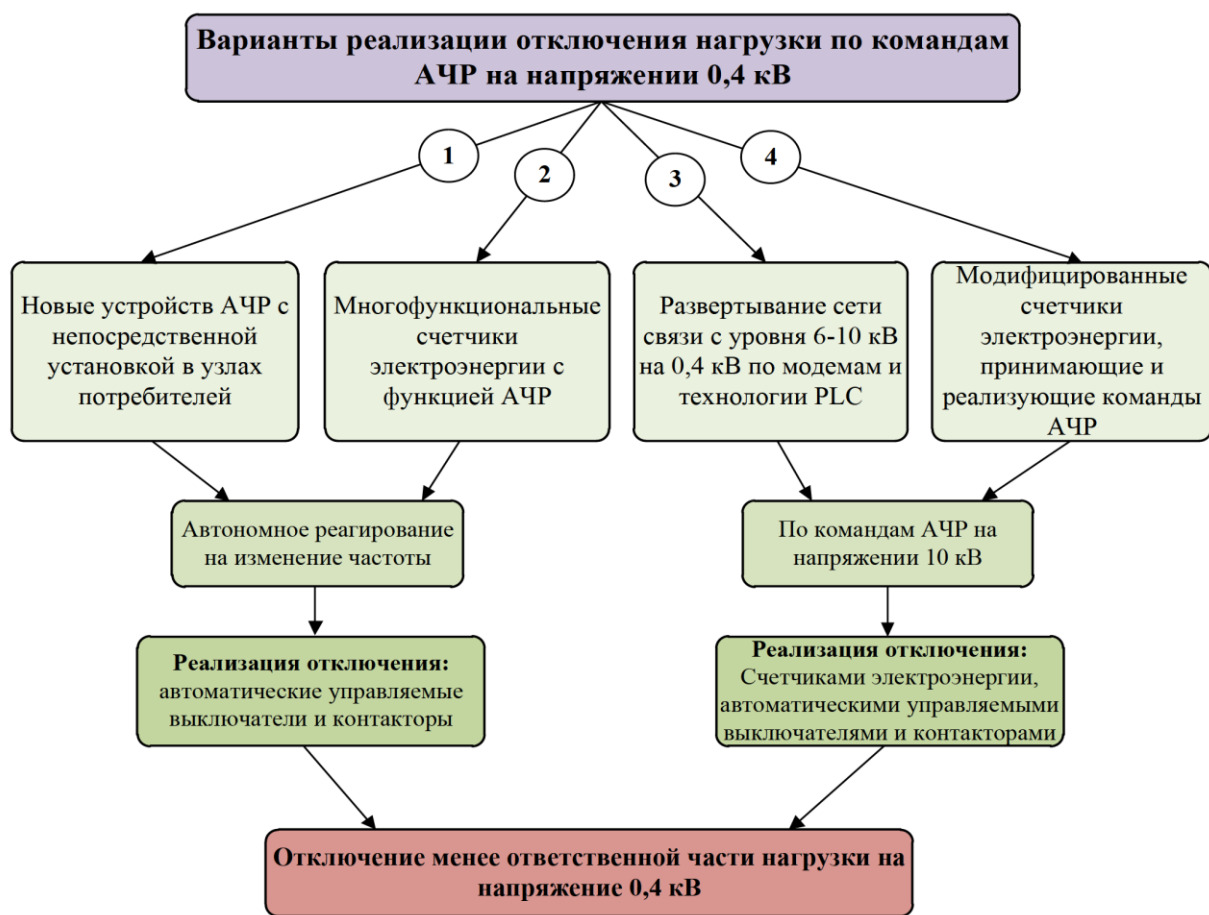 Варианты реализации отключения нагрузки по командам
АЧР на напряжении 0,4 кВ
1
2
3
4
Новые устройств АЧР с
непосредственной
установкой в узлах
потребителей
Многофункциональные
счетчики
электроэнергии с
функцией АЧР
Развертывание сети
связи с уровня 6-10 кВ
на 0,4 кВ по модемам и
технологии PLC
Модифицированные
счетчики
электроэнергии,
принимающие и
реализующие команды
АЧР
Автономное реагирование
на изменение частоты
По командам АЧР на
напряжении 10 кВ
Реализация отключения:
автоматические управляемые
выключатели и контакторы
Реализация отключения:
Счетчиками электроэнергии,
автоматическими управляемыми
выключателями и контакторами
Отключение менее ответственной части нагрузки на
напряжение 0,4 кВ